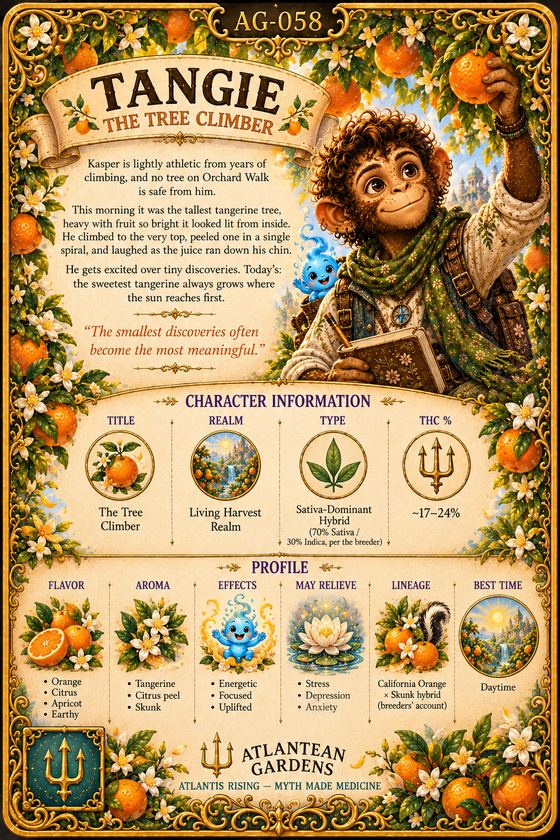 AG-058
TANGIE
THE TREE CLIMBER
Kasper is lightly athletic from years of
climbing, and no tree on Orchard Walk
is safe from him.
This morning it was the tallest tangerine tree,
heavy with fruit so bright it looked lit from inside.
He climbed to the very top, peeled one in a single
spiral, and laughed as the juice ran down his chin.
He gets excited over tiny discoveries. Today's:
the sweetest tangerine always grows where
the sun reaches first.
“The smallest discoveries often
become the most meaningful.”
CHARACTER INFORMATION
TITLE
The Tree
Climber
REALM
Living Harvest
Realm
TYPE
Sativa-Dominant
Hybrid
(70% Sativa /
30% Indica, per the breeder)
THC %
~17–24%
PROFILE
FLAVOR
• Orange
• Citrus
• Apricot
• Earthy
AROMA
• Tangerine
• Citrus peel
• Skunk
EFFECTS
• Energetic
• Focused
• Uplifted
MAY RELIEVE
• Stress
• Depression
• Anxiety
LINEAGE
California Orange
× Skunk hybrid
(breeders' account)
BEST TIME
Daytime
ATLANTEAN
GARDENS
ATLANTIS RISING — MYTH MADE MEDICINE